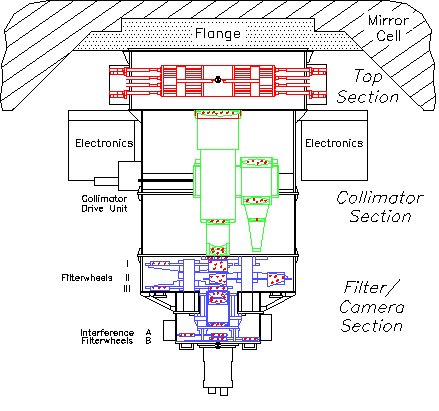 Flange
Mirror
Cell
Top
Section
Electronics
Electronics
Collimator
Drive Unit
Collimator
Section
I
Filterwheels II
III
Filter/
Camera
Section
Interference A
Filterwheels B